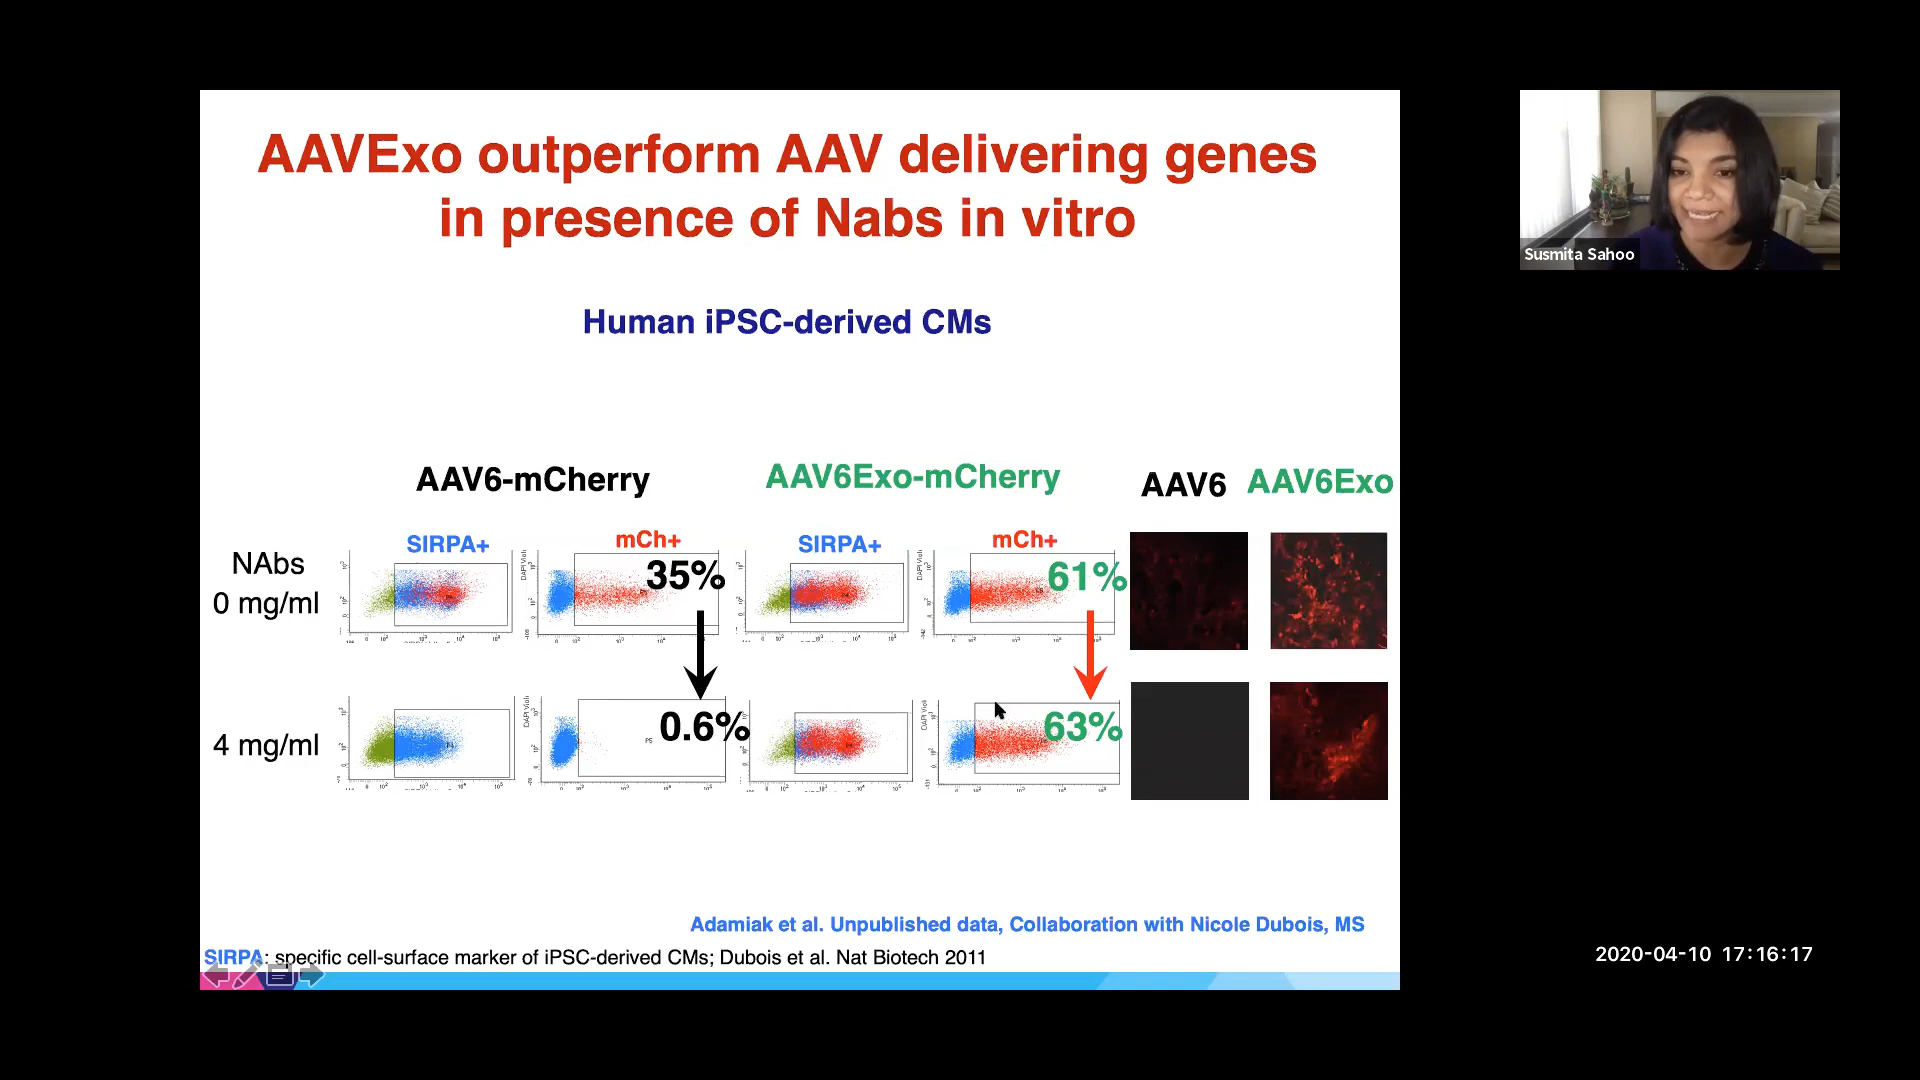 AAVExo outperform AAV delivering genes
in presence of Nabs in vitro
Susmita Sahoo
Human iPSC-derived CMs
AAV6-mCherry
AAV6Exo-mCherry
AAV6
AAV6Exo
SIRPA+
mCh+
SIRPA+
mCh+
NAbs
0 mg/ml
35%
61%
4 mg/ml
0.6%
63%
Adamiak et al. Unpublished data, Collaboration with Nicole Dubois, MS
SIRPA: specific cell-surface marker of iPSC-derived CMs; Dubois et al. Nat Biotech 2011
2020-04-10 17:16:17